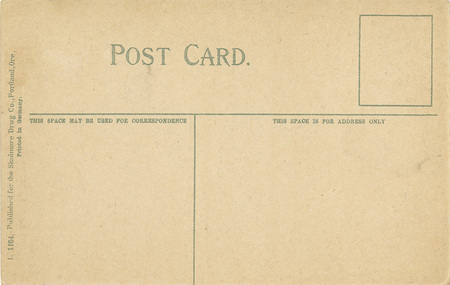 POST CARD.
THIS SPACE MAY BE USED FOR CORRESPONDENCE
THIS SPACE IS FOR ADDRESS ONLY
Published for the Skidmore Drug Co., Portland, Ore.
Printed in Germany.